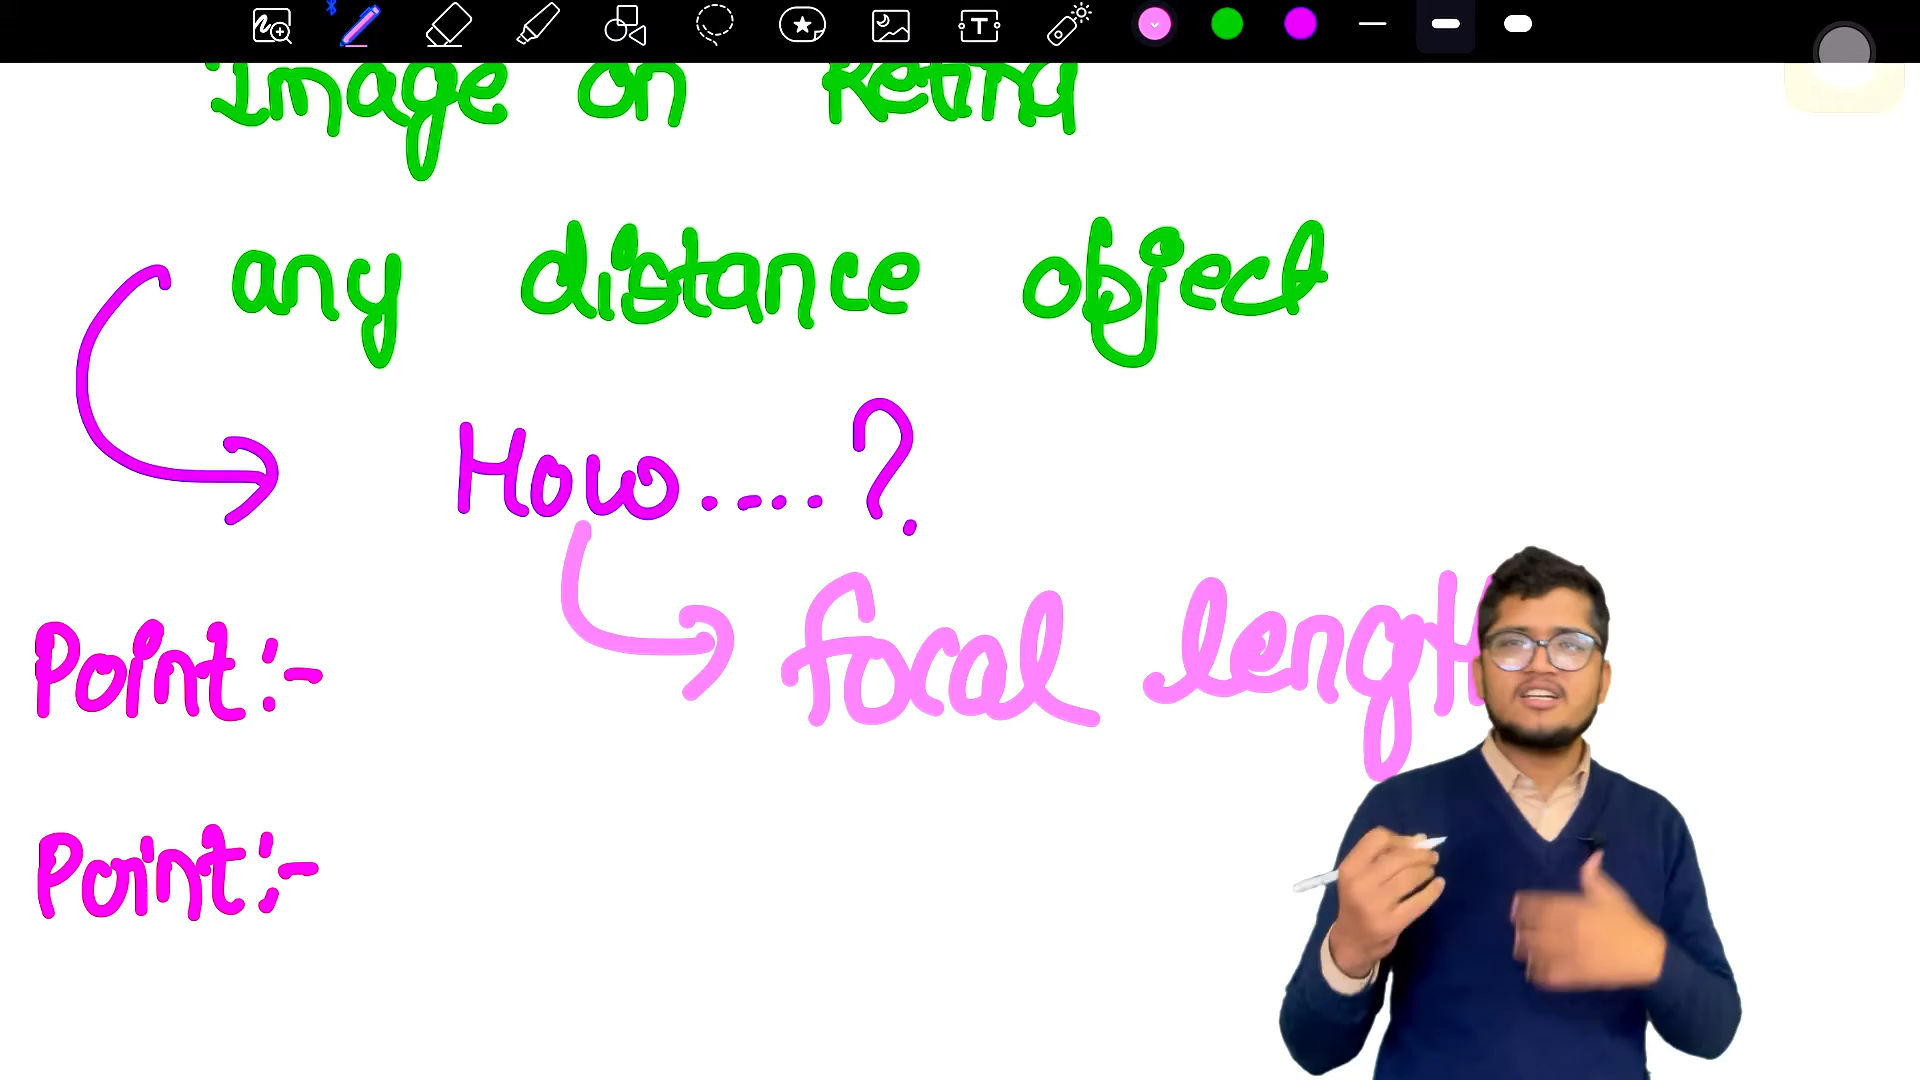 Image on Retina
any distance object
How....?
focal length
Point:-
Point:-